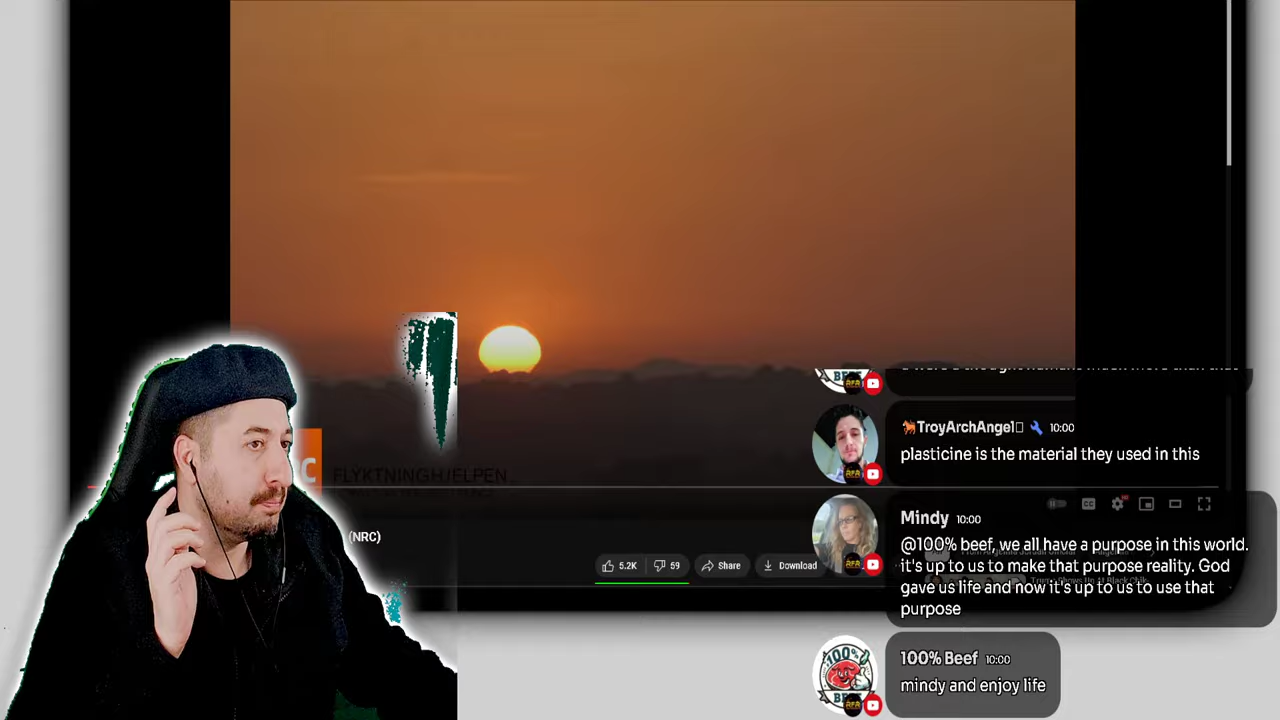 C
FLYKTNINGHJELPEN
(NRC)
5.2K
59
Share
Download
TroyArchAngel 10:00
plasticine is the material they used in this
Mindy 10:00
@100% beef, we all have a purpose in this world.
it's up to us to make that purpose reality. God
gave us life and now it's up to us to use that
purpose
100% Beef 10:00
mindy and enjoy life